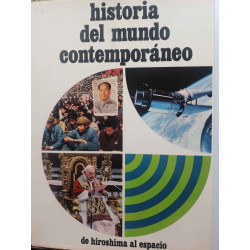 historia
del mundo
contemporáneo
de hiroshima al espacio